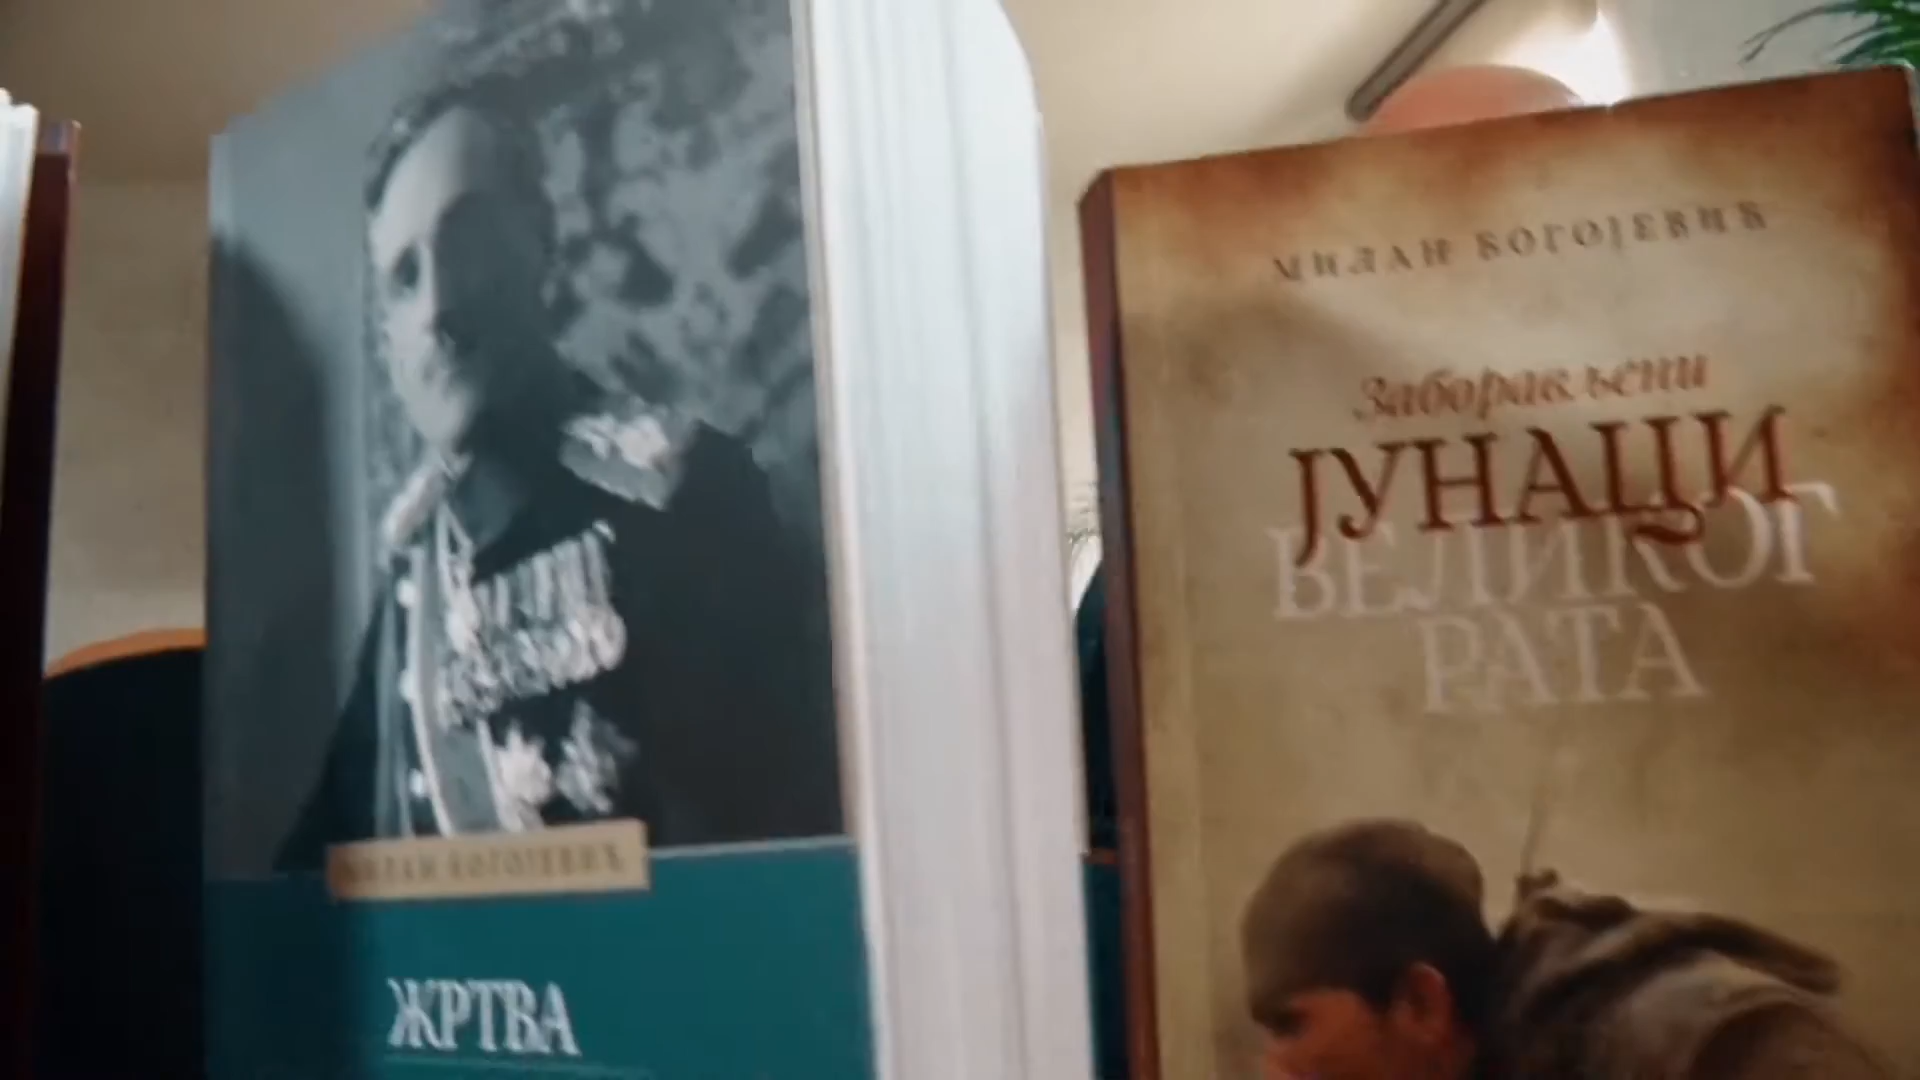 МИЛАН БОГОЈЕВИЋ
ЖРТВА
МИЛАН БОГОЈЕВИЋ
Заборављени
ЈУНАЦИ
ВЕЛИКОГ
РАТА